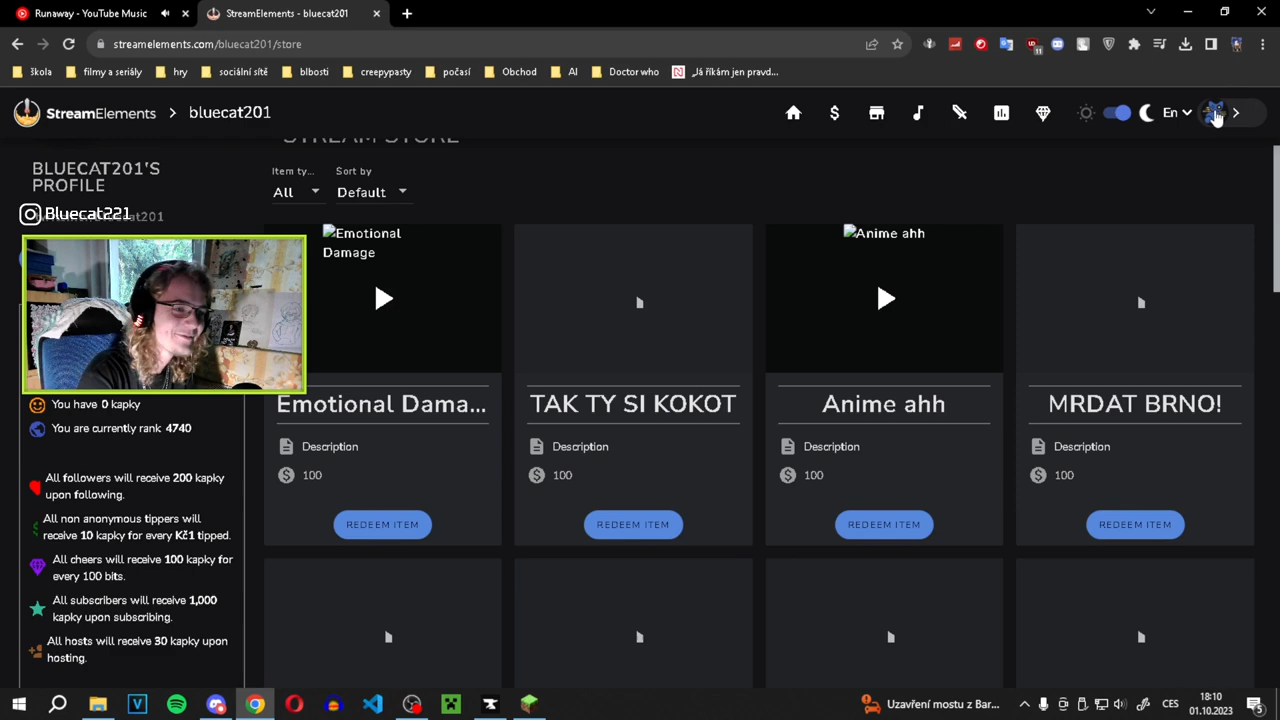 Runaway - YouTube Music
StreamElements - bluecat201
streamelements.com/bluecat201/store
škola
filmy a seriály
hry
sociální sítě
blbosti
creepypasty
počasí
Obchod
AI
Doctor who
„Já říkám jen pravd...
StreamElements
bluecat201
En
STREAM STORE
BLUECAT201'S
PROFILE
Bluecat221
Item ty...
All
Sort by
Default
You have 0 kapky
You are currently rank 4740
All followers will receive 200 kapky
upon following.
All non anonymous tippers will
receive 10 kapky for every Kč1 tipped.
All cheers will receive 100 kapky for
every 100 bits.
All subscribers will receive 1,000
kapky upon subscribing.
All hosts will receive 30 kapky upon
hosting.
Emotional
Damage
Emotional Dama...
Description
100
REDEEM ITEM
TAK TY SI KOKOT
Description
100
REDEEM ITEM
Anime ahh
Anime ahh
Description
100
REDEEM ITEM
MRDAT BRNO!
Description
100
REDEEM ITEM
Uzavření mostu z Bar...
CES
18:10
01.10.2023